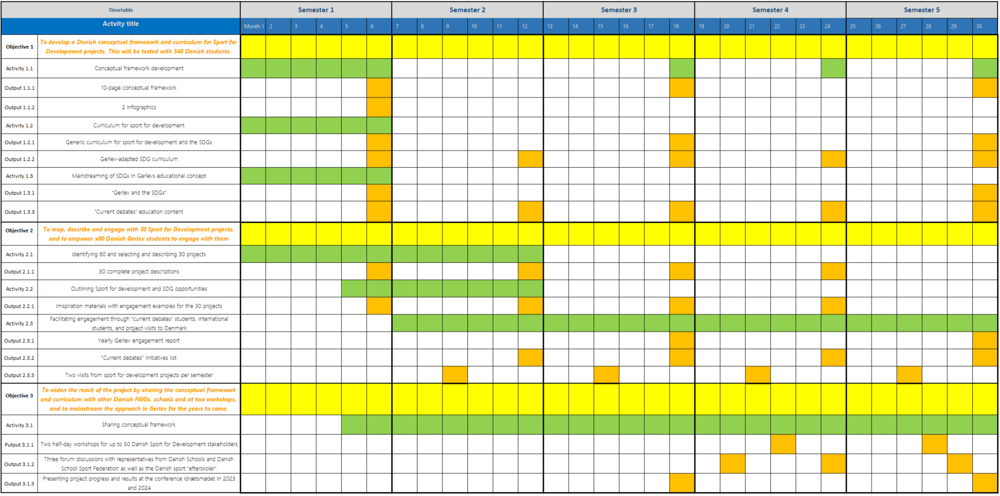 Timetable Semester 1 Semester 2 Semester 3 Semester 4 Semester 5
Actvity title Month 1 2 3 4 5 6 7 8 9 10 11 12 13 14 15 16 17 18 19 20 21 22 23 24 25 26 27 28 29 30
Objective 1 To develop a Danish conceptual framework and curriculum for Sport for
Development projects. This will be tested with 540 Danish students.
Activity 1.1 Conceptual framework development
Output 1.1.1 10-page conceptual framework
Output 1.1.2 2 infographics
Activity 1.2 Curriculum for sport for development
Output 1.2.1 Generic curriculum for sport for development and the SDGs
Output 1.2.2 Gerlev-adapted SDG curriculum
Activity 1.3 Mainstreaming of SDGs in Gerlevs educational concept
Output 1.3.1 "Gerlev and the SDGs"
Output 1.3.3 "Current debates" education content
Objective 2 To map, describe and engage with 30 Sport for Development projects,
and to empower x00 Danish Gerlev students to engage with them
Activity 2.1 Identifying 60 and selecting and describing 30 projects
Output 2.1.1 30 complete project descriptions
Activity 2.2 Outlining Sport for development and SDG opportunities
Output 2.2.1 Imspiration materials with engagement examples for the 30 projects
Activity 2.3 Facilitating engegement through "current debates" students, international
students, and project visits to Denmark
Output 2.3.1 Yearly Gerlev engagement report
Output 2.3.2 "Current debates" initiatives list
Output 2.3.3 Two visits from sport for development projects per semester
Objective 3 To widen the reach of the project by sharing the conceptual framework
and curriculum with other Danish NGOs, schools and at two workshops,
and to mainstream the approach in Gerlev for the years to come.
Activity 3.1 Sharing conceptual framework
Putput 3.1.1 Two half-day workshops for up to 50 Danish Sport for Development stakeholders
Output 3.1.2 Three forum discussions with representatives from Danish Schools and Danish
School Sport Federation as well as the Danish sport "efterskoler"
Output 3.1.3 Presenting project progress and results at the conference Idrætsmødet in 2023
and 2024